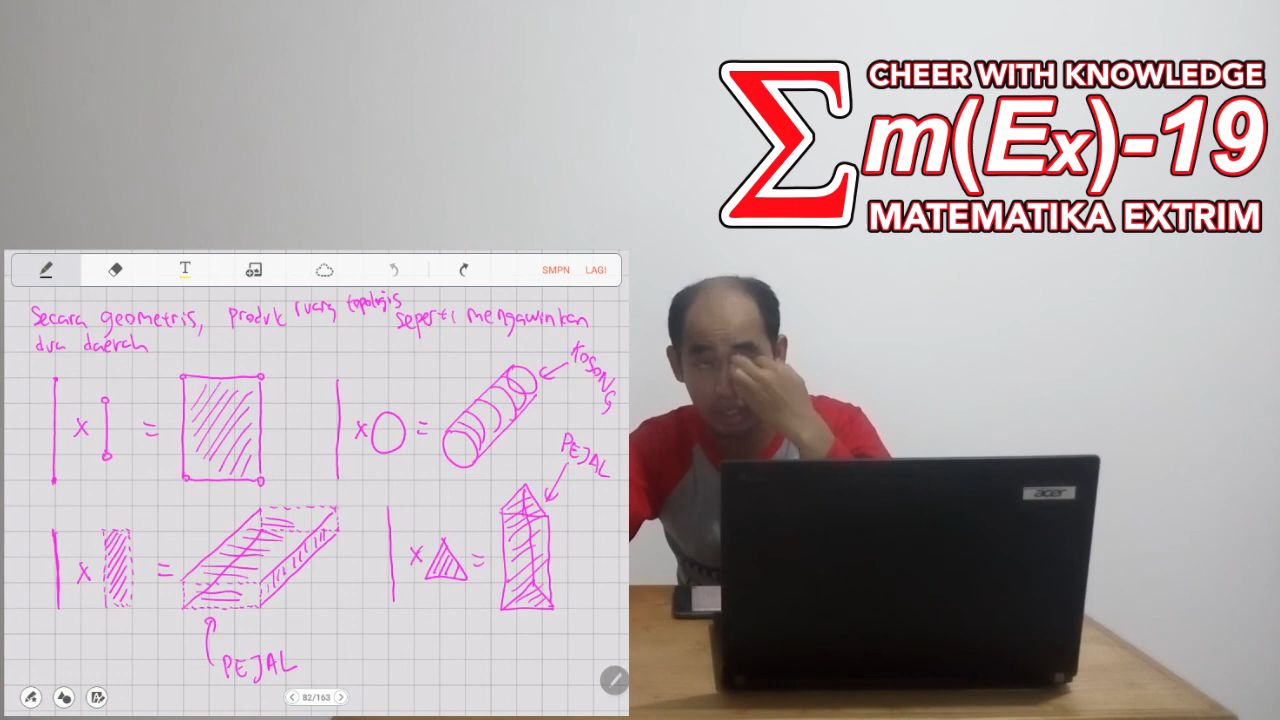 CHEER WITH KNOWLEDGE
Σ m(Ex)-19
MATEMATIKA EXTRIM
T
SMPN LAGI
Secara geometris, produk ruang topologis seperti mengawinkan
dua daerah
x =
x =
KOSONG
PEJAL
x =
x =
PEJAL
82/163
acer